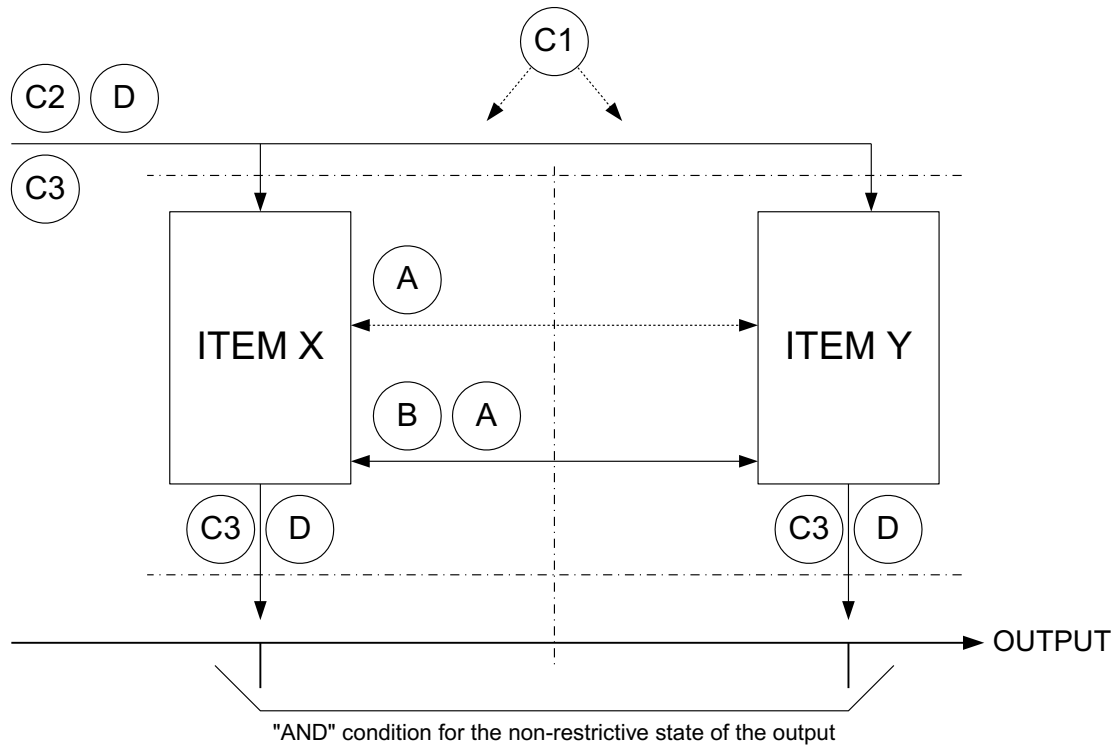 C1
C2 D
C3
A
ITEM X ITEM Y
B A
C3 D C3 D
OUTPUT
"AND" condition for the non-restrictive state of the output